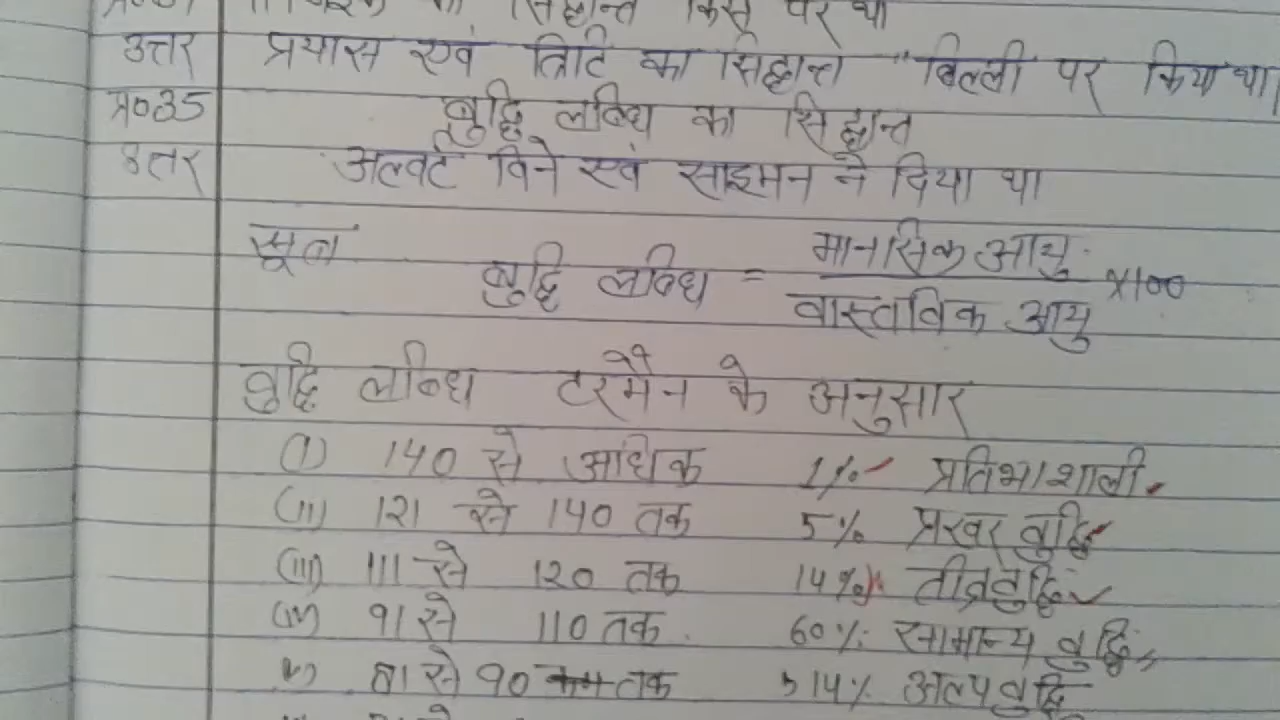 सिद्धान्त किस पर था
उत्तर प्रयास एवं त्रिटि का सिद्धान्त "बिल्ली पर किया था।
प्र०35 बुद्धि लब्धि का सिद्धान्त
उत्तर अल्वर्ट विने एवं साइमन ने दिया था
सूत्र
बुद्धि लब्धि = मानसिक आयु / वास्तविक आयु ×100
बुद्धि लब्धि टरमैन के अनुसार
(I) 140 से अधिक 1% प्रतिभाशाली
(II) 121 से 140 तक 5% प्रखर बुद्धि
(III) 111 से 120 तक 14% तीव्रबुद्धि
(IV) 91 से 110 तक 60% सामान्य बुद्धि
V) 81 से 90 तक 14% अल्पबुद्धि